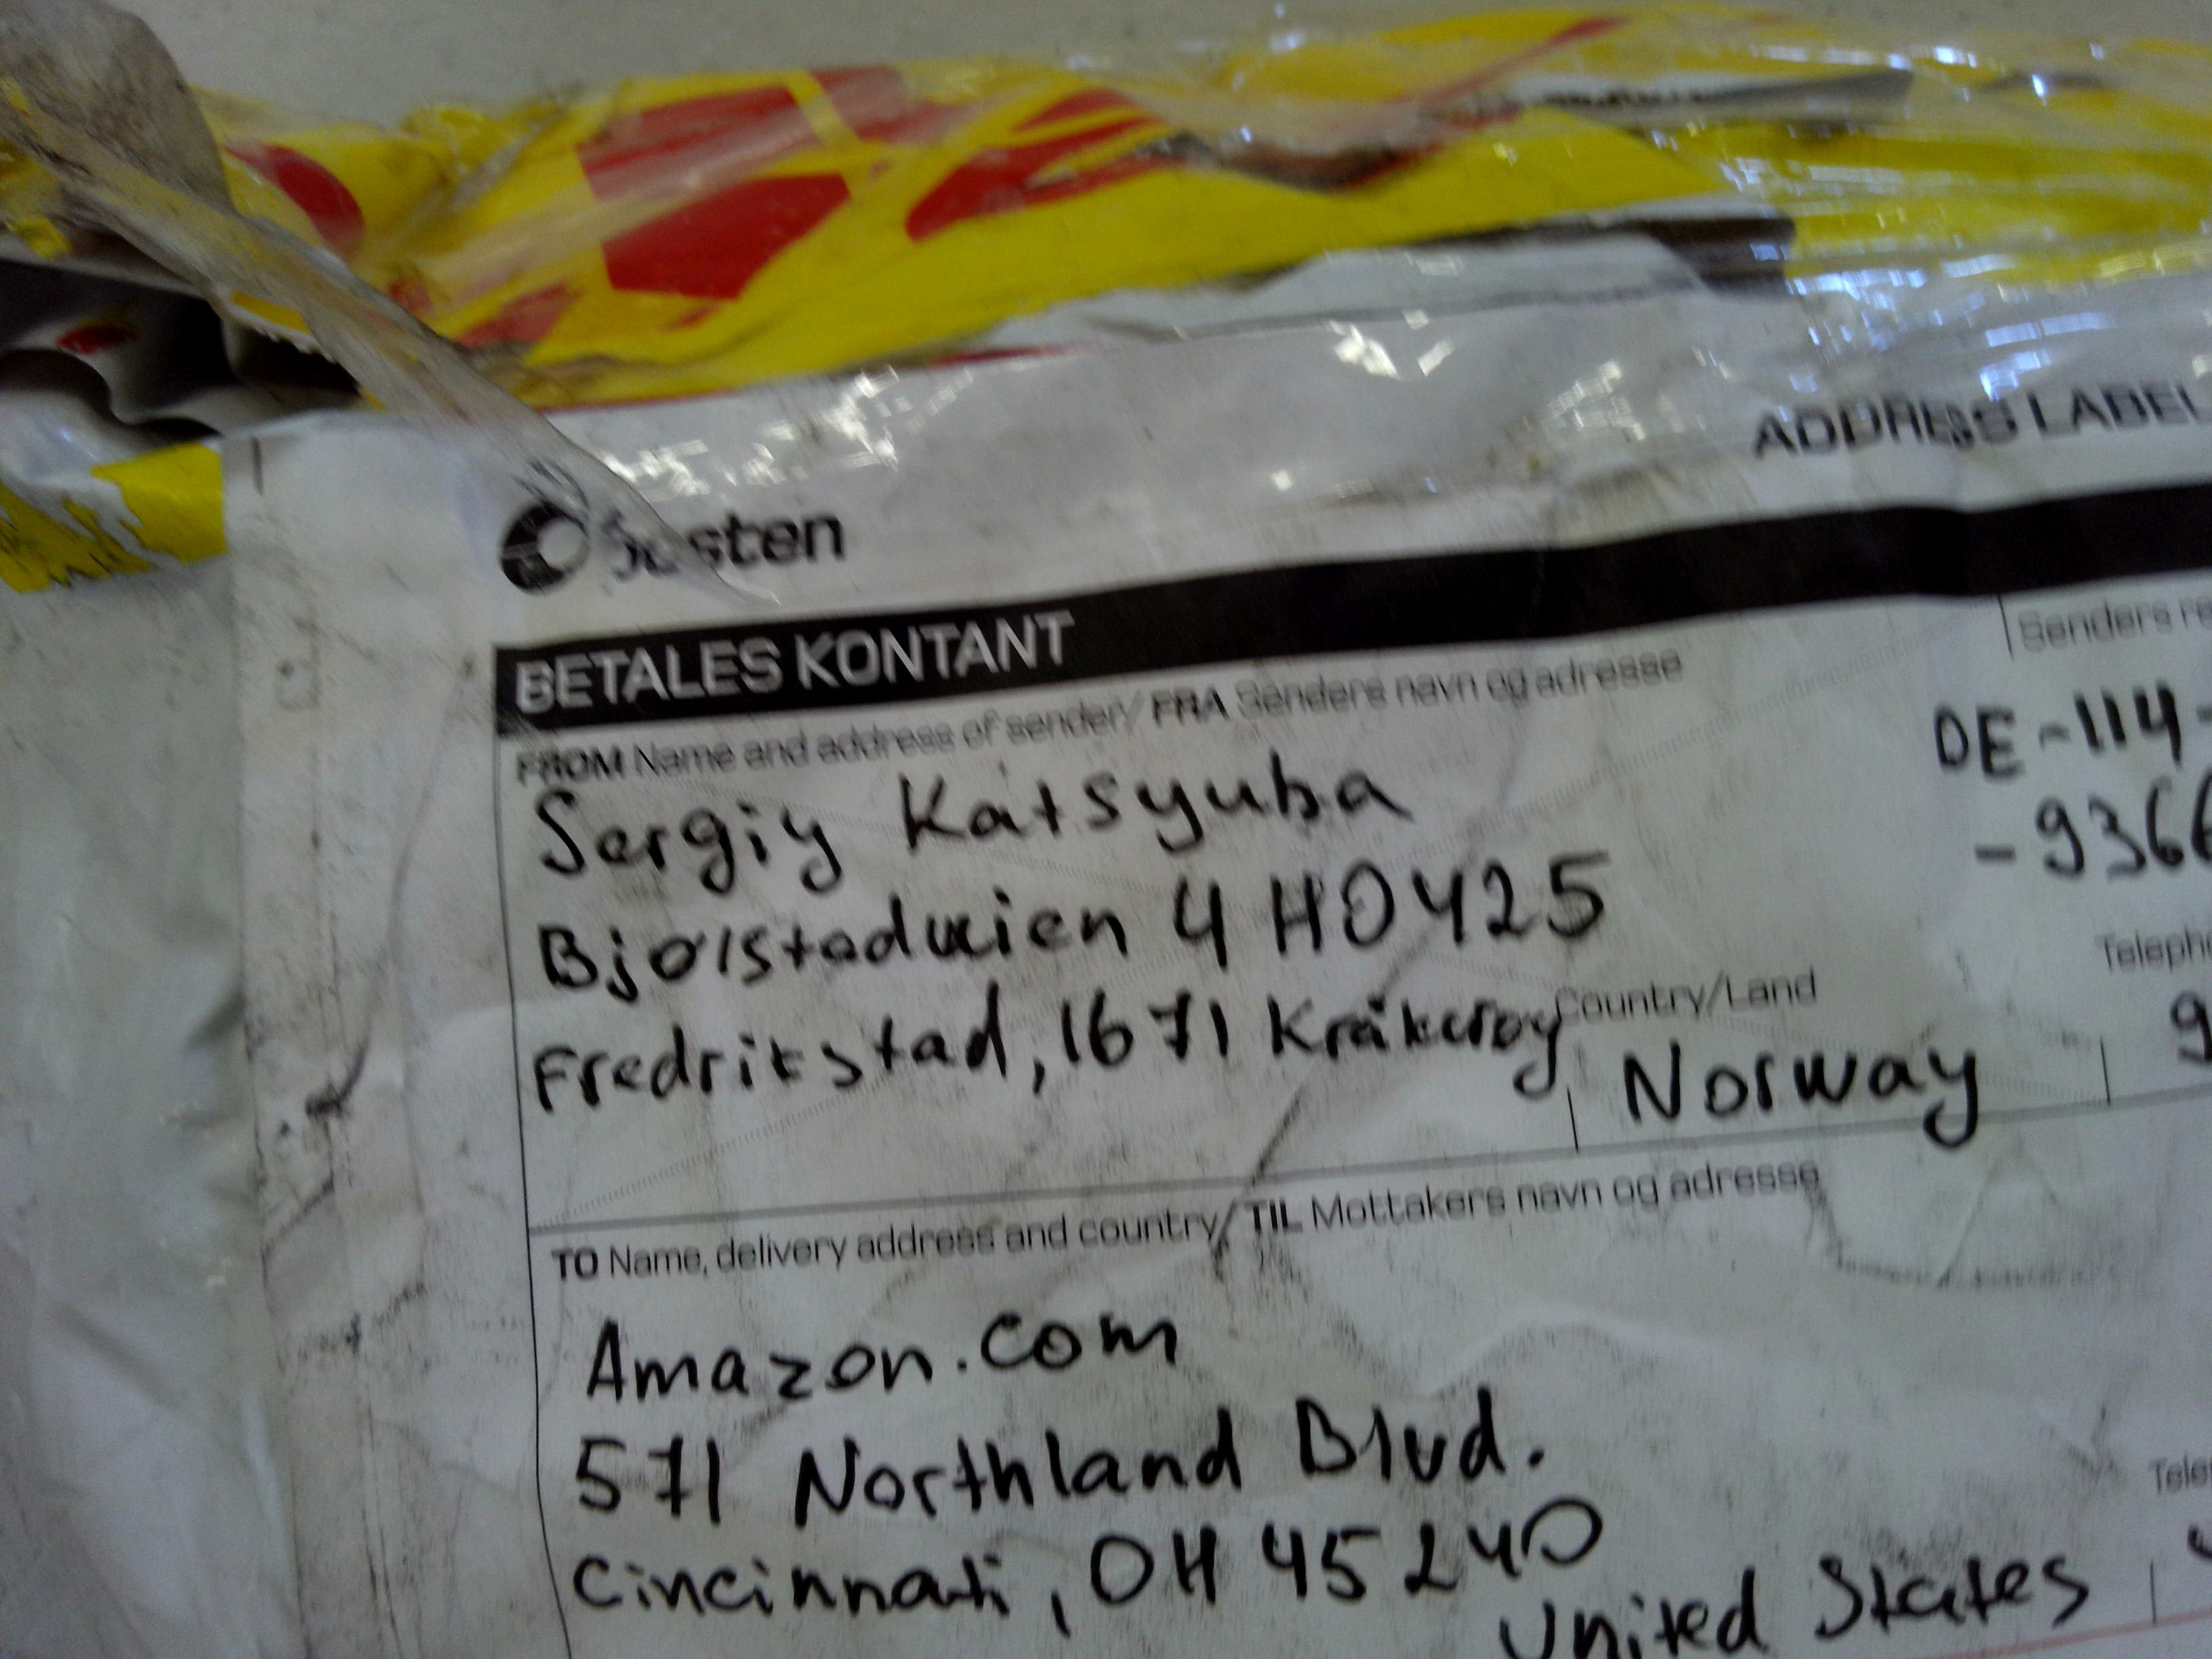 ADDRESS LABEL
posten
BETALES KONTANT
FROM Name and address of sender/ FRA Senders navn og adresse
Senders
Sergiy Katsyuba
DE-114-
-9366
Bjølstadveien 4 H0425
Fredrikstad, 1671 Kråkerøy
Country/Land
Norway
TO Name, delivery address and country/ TIL Mottakers navn og adresse
Amazon.com
571 Northland Blvd.
Cincinnati, OH 45240
United States